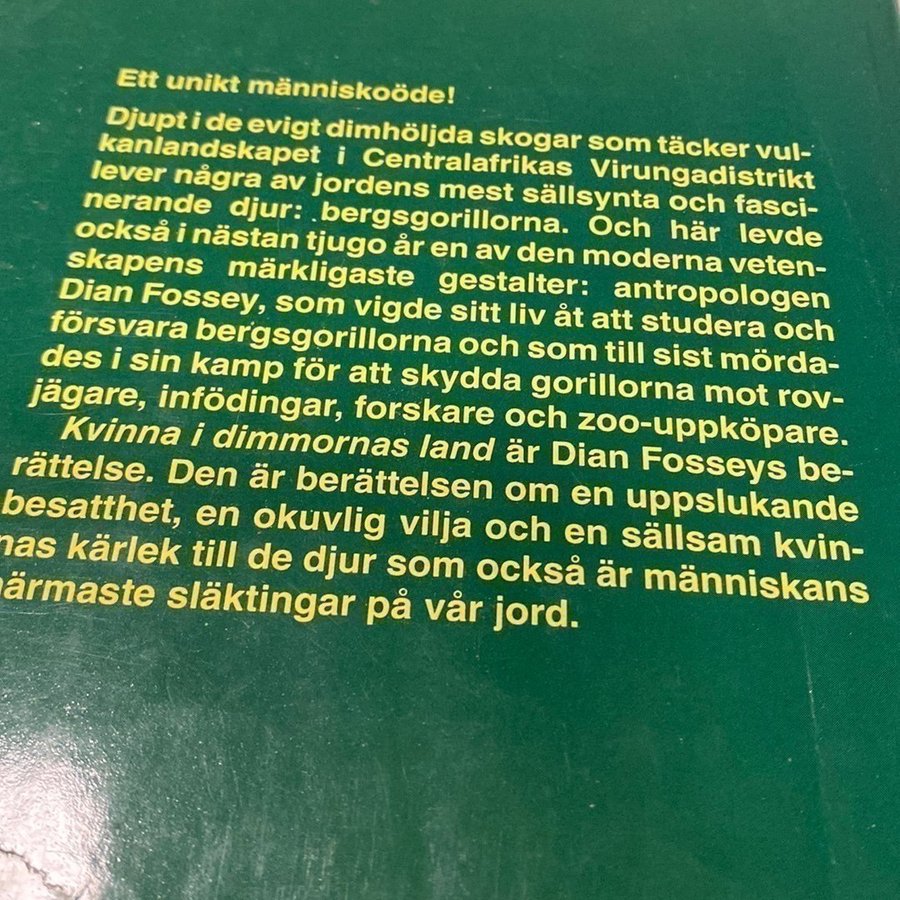 Ett unikt människoöde!
Djupt i de evigt dimhöljda skogar som täcker vul-
kanlandskapet i Centralafrikas Virungadistrikt
lever några av jordens mest sällsynta och fasci-
nerande djur: bergsgorillorna. Och här levde
också i nästan tjugo år en av den moderna veten-
skapens märkligaste gestalter: antropologen
Dian Fossey, som vigde sitt liv åt att studera och
försvara bergsgorillorna och som till sist mörda-
des i sin kamp för att skydda gorillorna mot rov-
jägare, infödingar, forskare och zoo-uppköpare.
Kvinna i dimmornas land är Dian Fosseys be-
rättelse. Den är berättelsen om en uppslukande
besatthet, en okuvlig vilja och en sällsam kvin-
nas kärlek till de djur som också är människans
närmaste släktingar på vår jord.